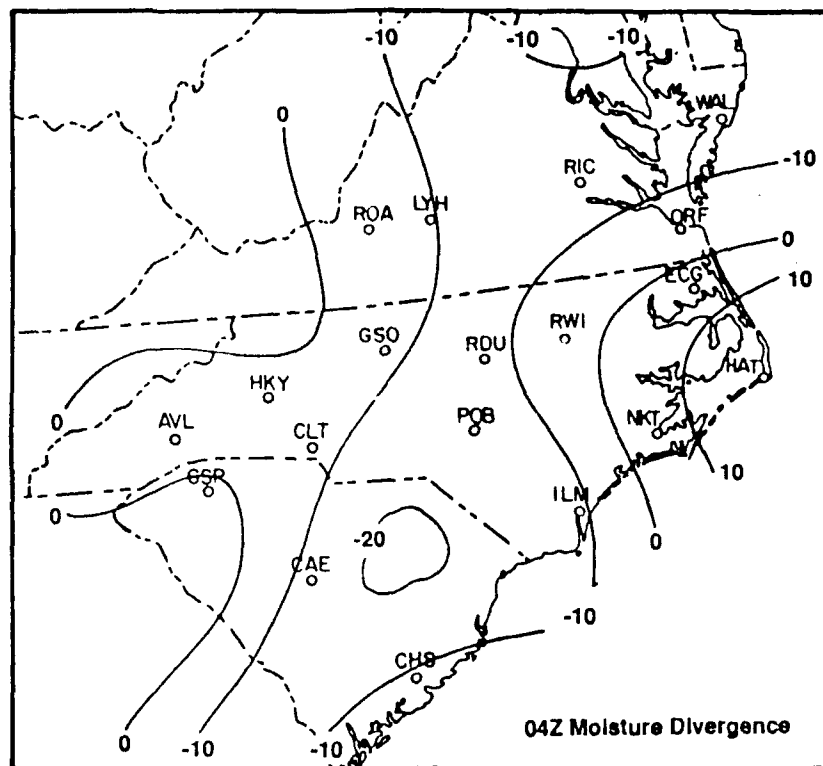 -10
-10
-10
WAL
0
RIC
-10
ROA
LYH
ORF
0
ECG
10
GSO
RDU
RWI
HAT
HKY
0
AVL
POB
NKT
CLT
GSP
10
ILM
0
-20
0
CAE
-10
CHS
04Z Moisture Divergence
0
-10
-10